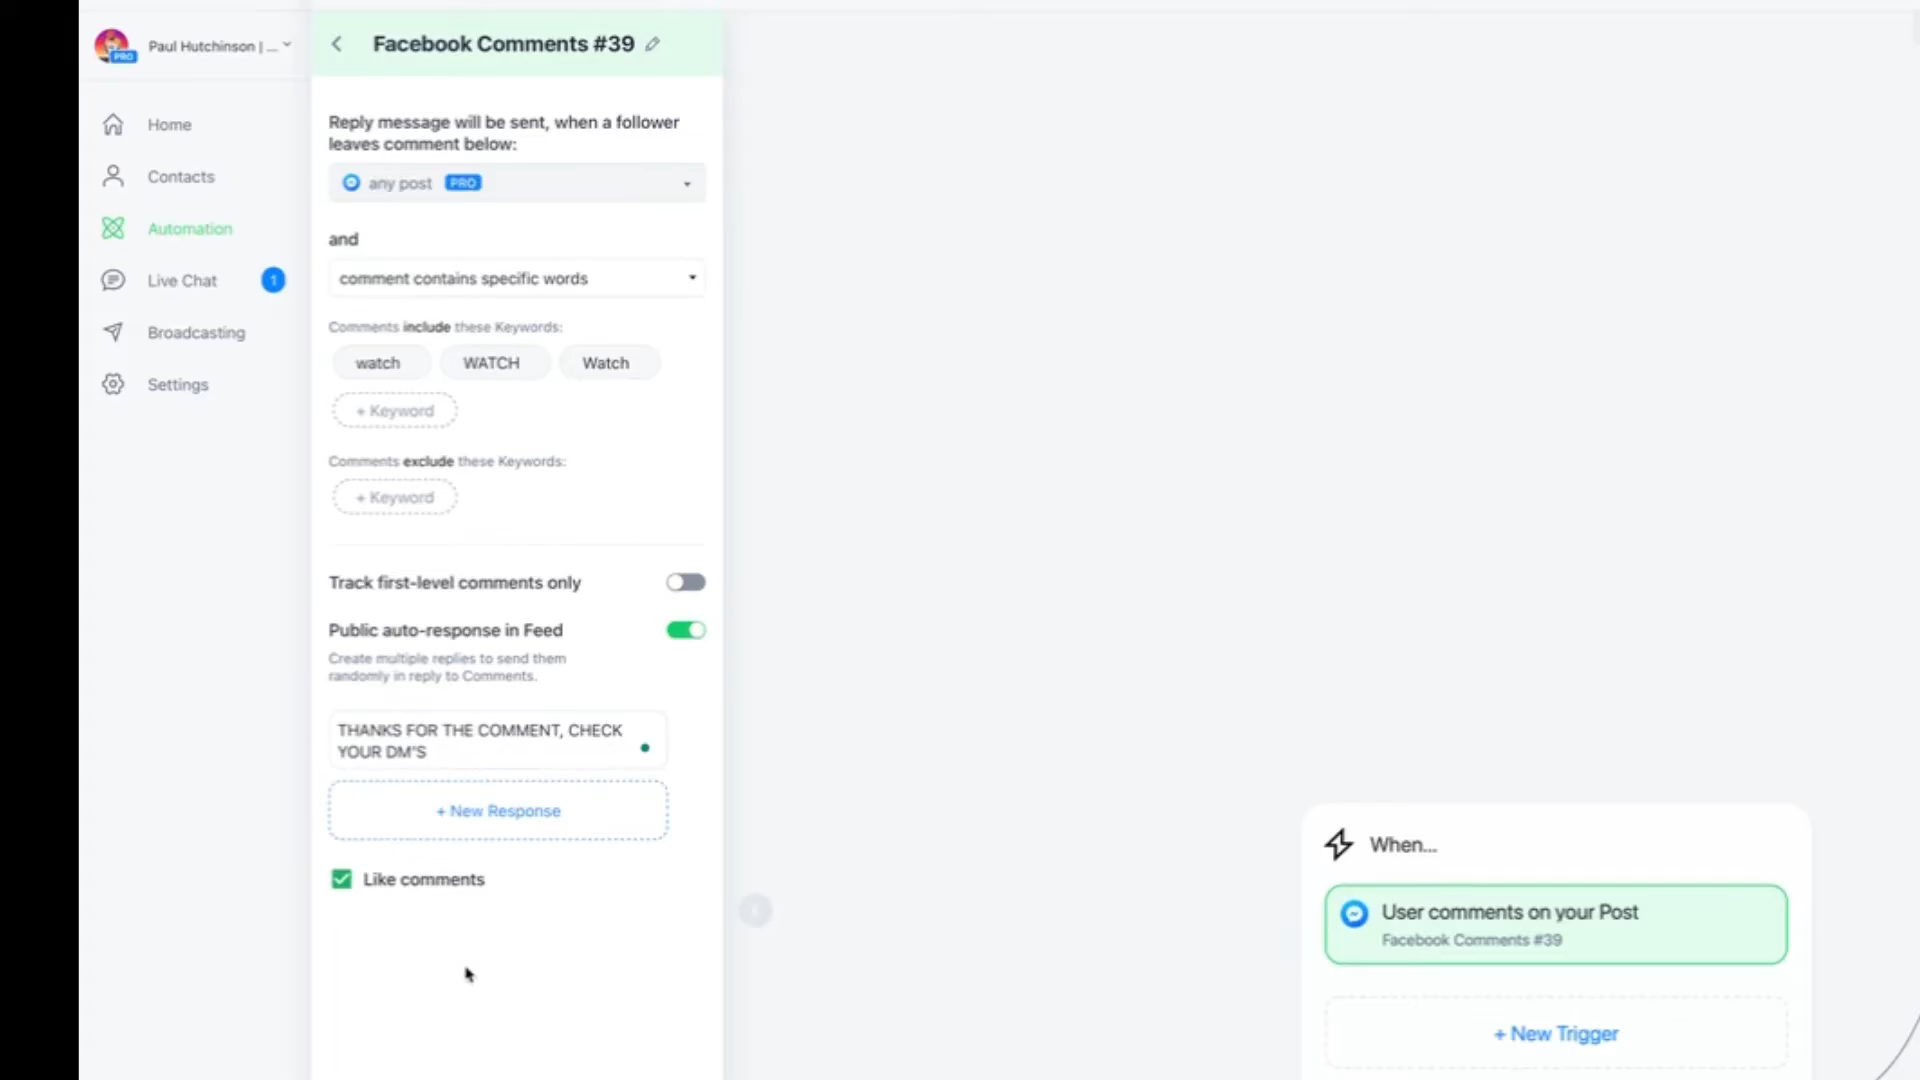 Paul Hutchinson | ...
PRO
Home
Contacts
Automation
Live Chat
1
Broadcasting
Settings
Facebook Comments #39
Reply message will be sent, when a follower
leaves comment below:
any post PRO
and
comment contains specific words
Comments include these Keywords:
watch WATCH Watch
+ Keyword
Comments exclude these Keywords:
+ Keyword
Track first-level comments only
Public auto-response in Feed
Create multiple replies to send them
randomly in reply to Comments.
THANKS FOR THE COMMENT, CHECK
YOUR DM'S
+ New Response
Like comments
When...
User comments on your Post
Facebook Comments #39
+ New Trigger